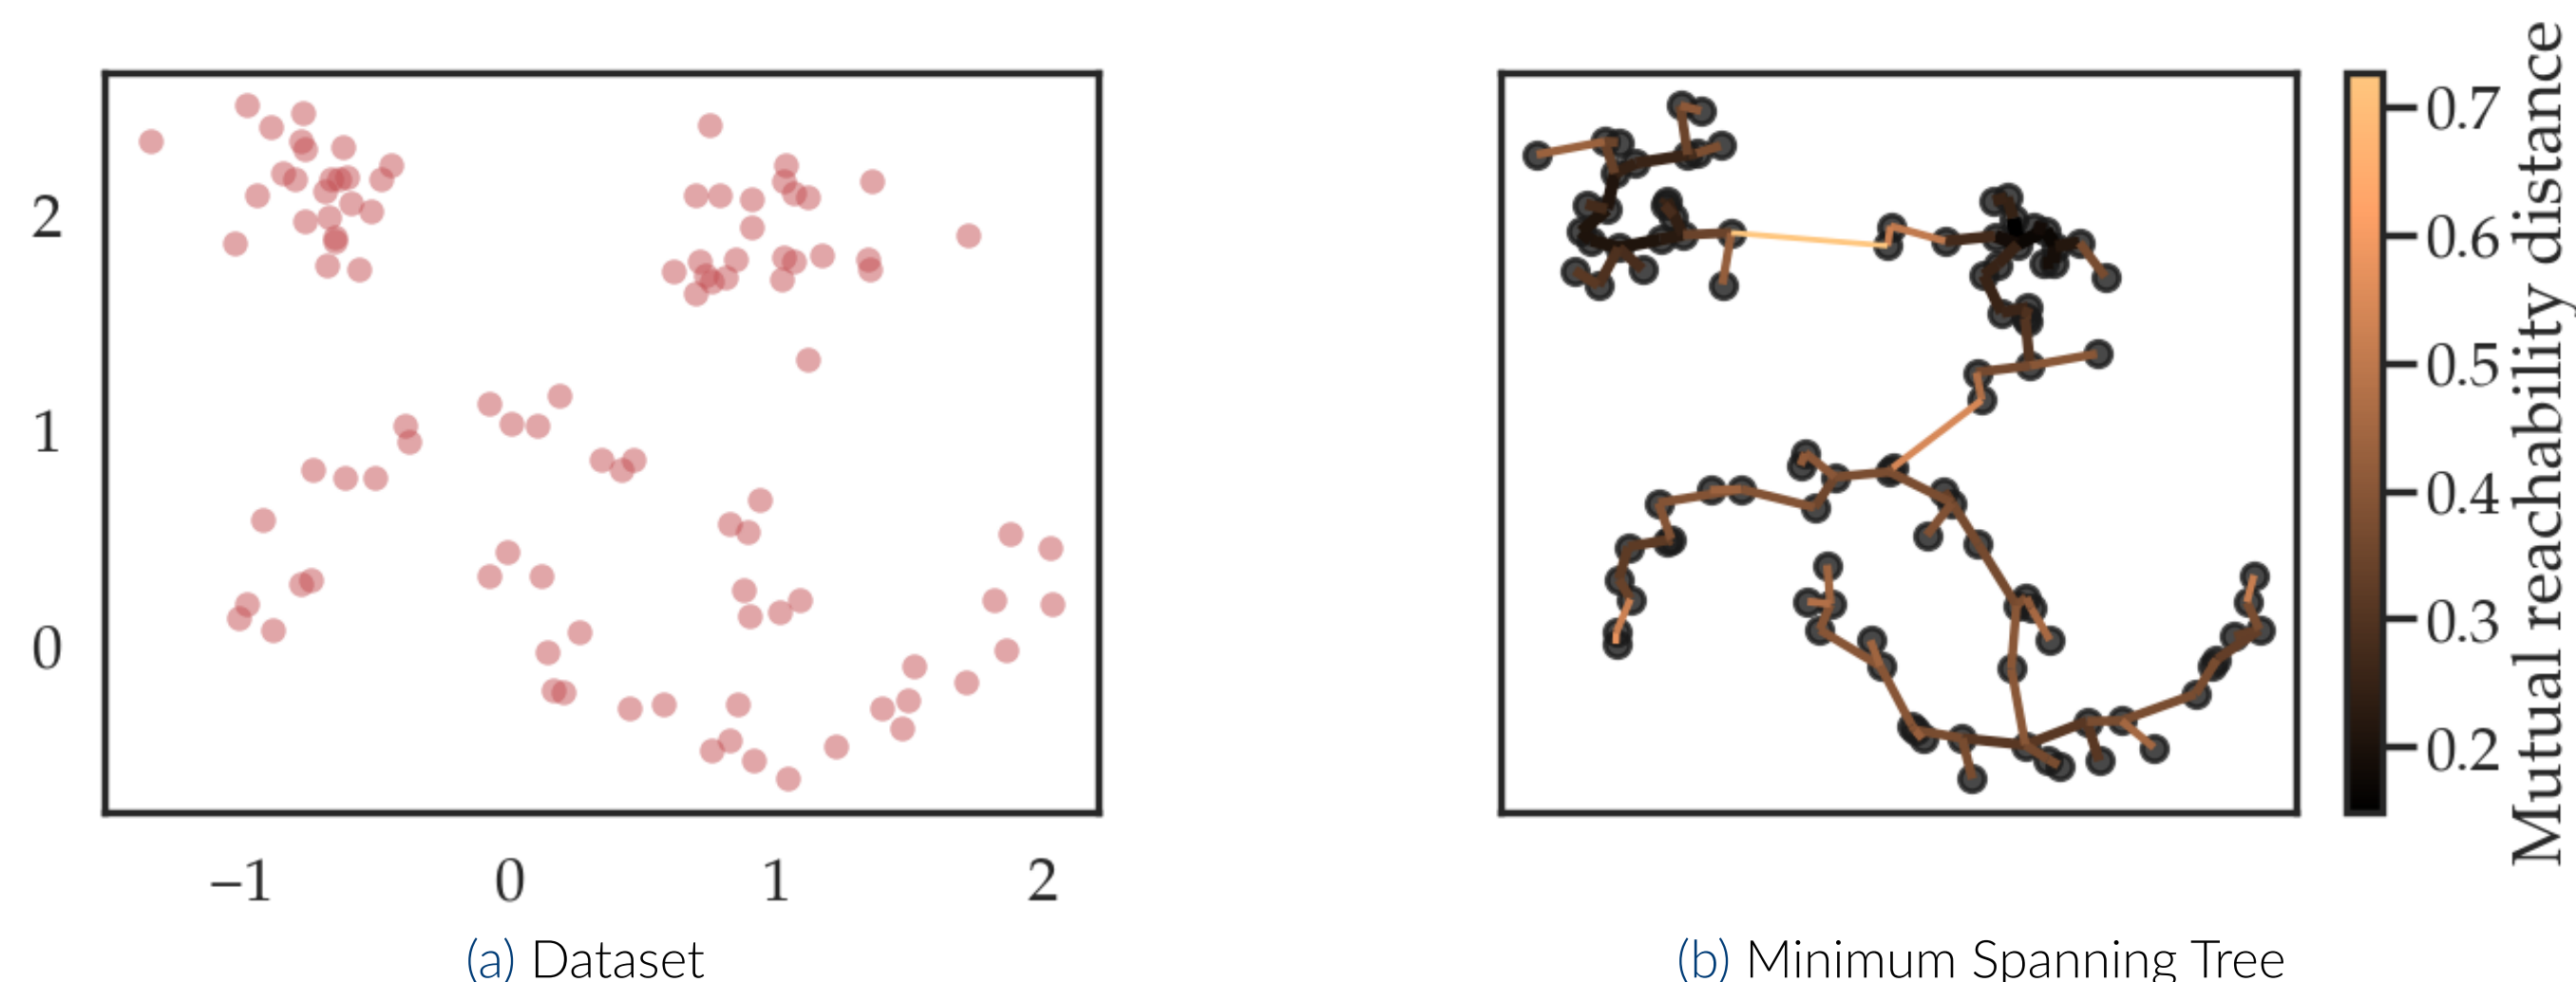 2
1
0
−1 0 1 2
(a) Dataset
0.7
0.6
0.5
0.4
0.3
0.2
Mutual reachability distance
(b) Minimum Spanning Tree